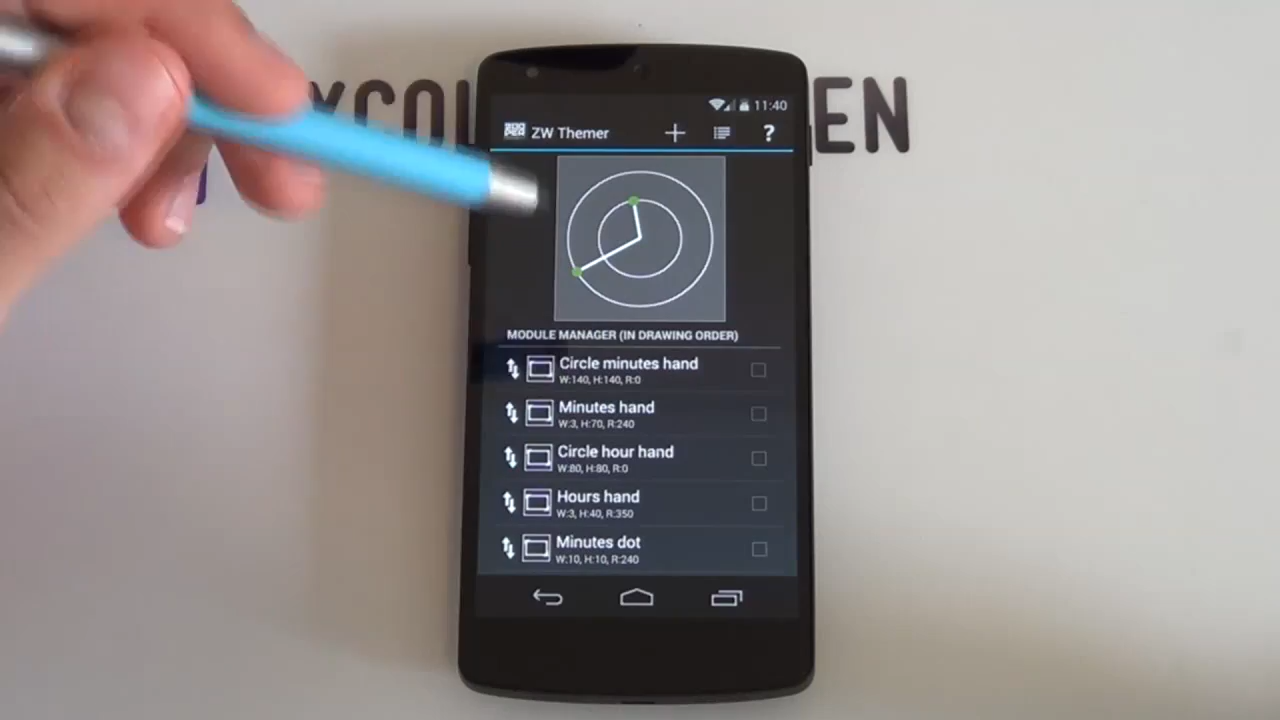 XCOL EN
11:40
ZW Themer
?
MODULE MANAGER (IN DRAWING ORDER)
Circle minutes hand
W:140, H:140, R:0
Minutes hand
W:3, H:70, R:240
Circle hour hand
W:80, H:80, R:0
Hours hand
W:3, H:40, R:350
Minutes dot
W:10, H:10, R:240